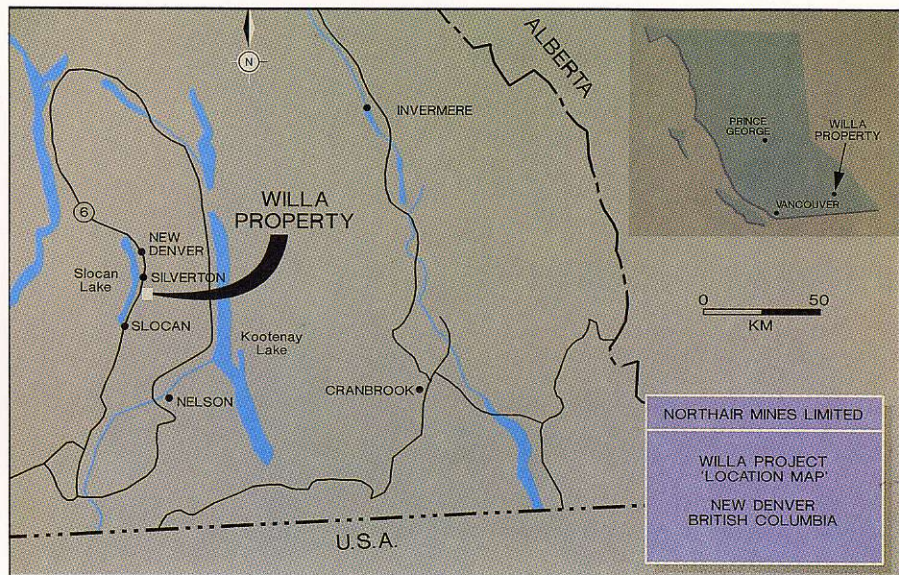 N
ALBERTA
INVERMERE
PRINCE
GEORGE
WILLA
PROPERTY
VANCOUVER
WILLA
PROPERTY
6
NEW
DENVER
SILVERTON
Slocan
Lake
SLOCAN
Kootenay
Lake
NELSON
CRANBROOK
0 50
KM
NORTHAIR MINES LIMITED
WILLA PROJECT
'LOCATION MAP'
NEW DENVER
BRITISH COLUMBIA
U.S.A.